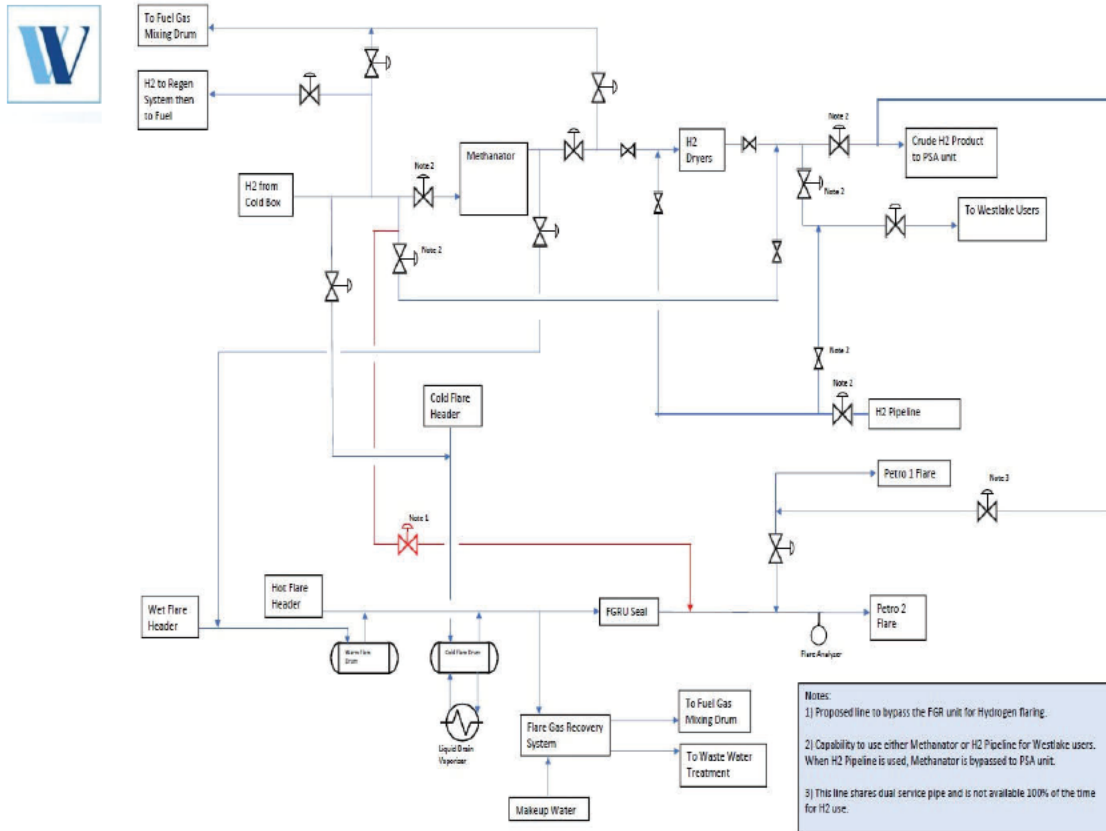 To Fuel Gas
Mixing Drum
H2 to Regen
System then
to Fuel
Note 2
Methanator
H2
Dryers
Note 2
Crude H2 Product
to PSA unit
H2 from
Cold Box
Note 2
To Westlake Users
Note 2
Note 2
Note 2
H2 Pipeline
Cold Flare
Header
Petro 1 Flare
Note 3
Note 1
Hot Flare
Header
Wet Flare
Header
FGRU Seal
Petro 2
Flare
Warm Flare
Drum
Cold Flare Drum
Flare Analyzer
Liquid Drain
Vaporizer
Flare Gas Recovery
System
To Fuel Gas
Mixing Drum
To Waste Water
Treatment
Makeup Water
Notes:
1) Proposed line to bypass the FGR unit for Hydrogen flaring.
2) Capability to use either Methanator or H2 Pipeline for Westlake users.
When H2 Pipeline is used, Methanator is bypassed to PSA unit.
3) This line shares dual service pipe and is not available 100% of the time
for H2 use.